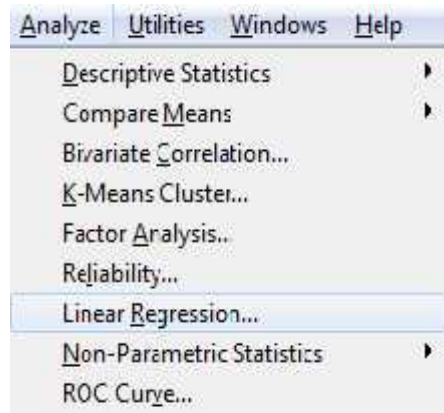 Analyze Utilities Windows Help
Descriptive Statistics
Compare Means
Bivariate Correlation...
K-Means Cluster...
Factor Analysis...
Reliability...
Linear Regression...
Non-Parametric Statistics
ROC Curve...